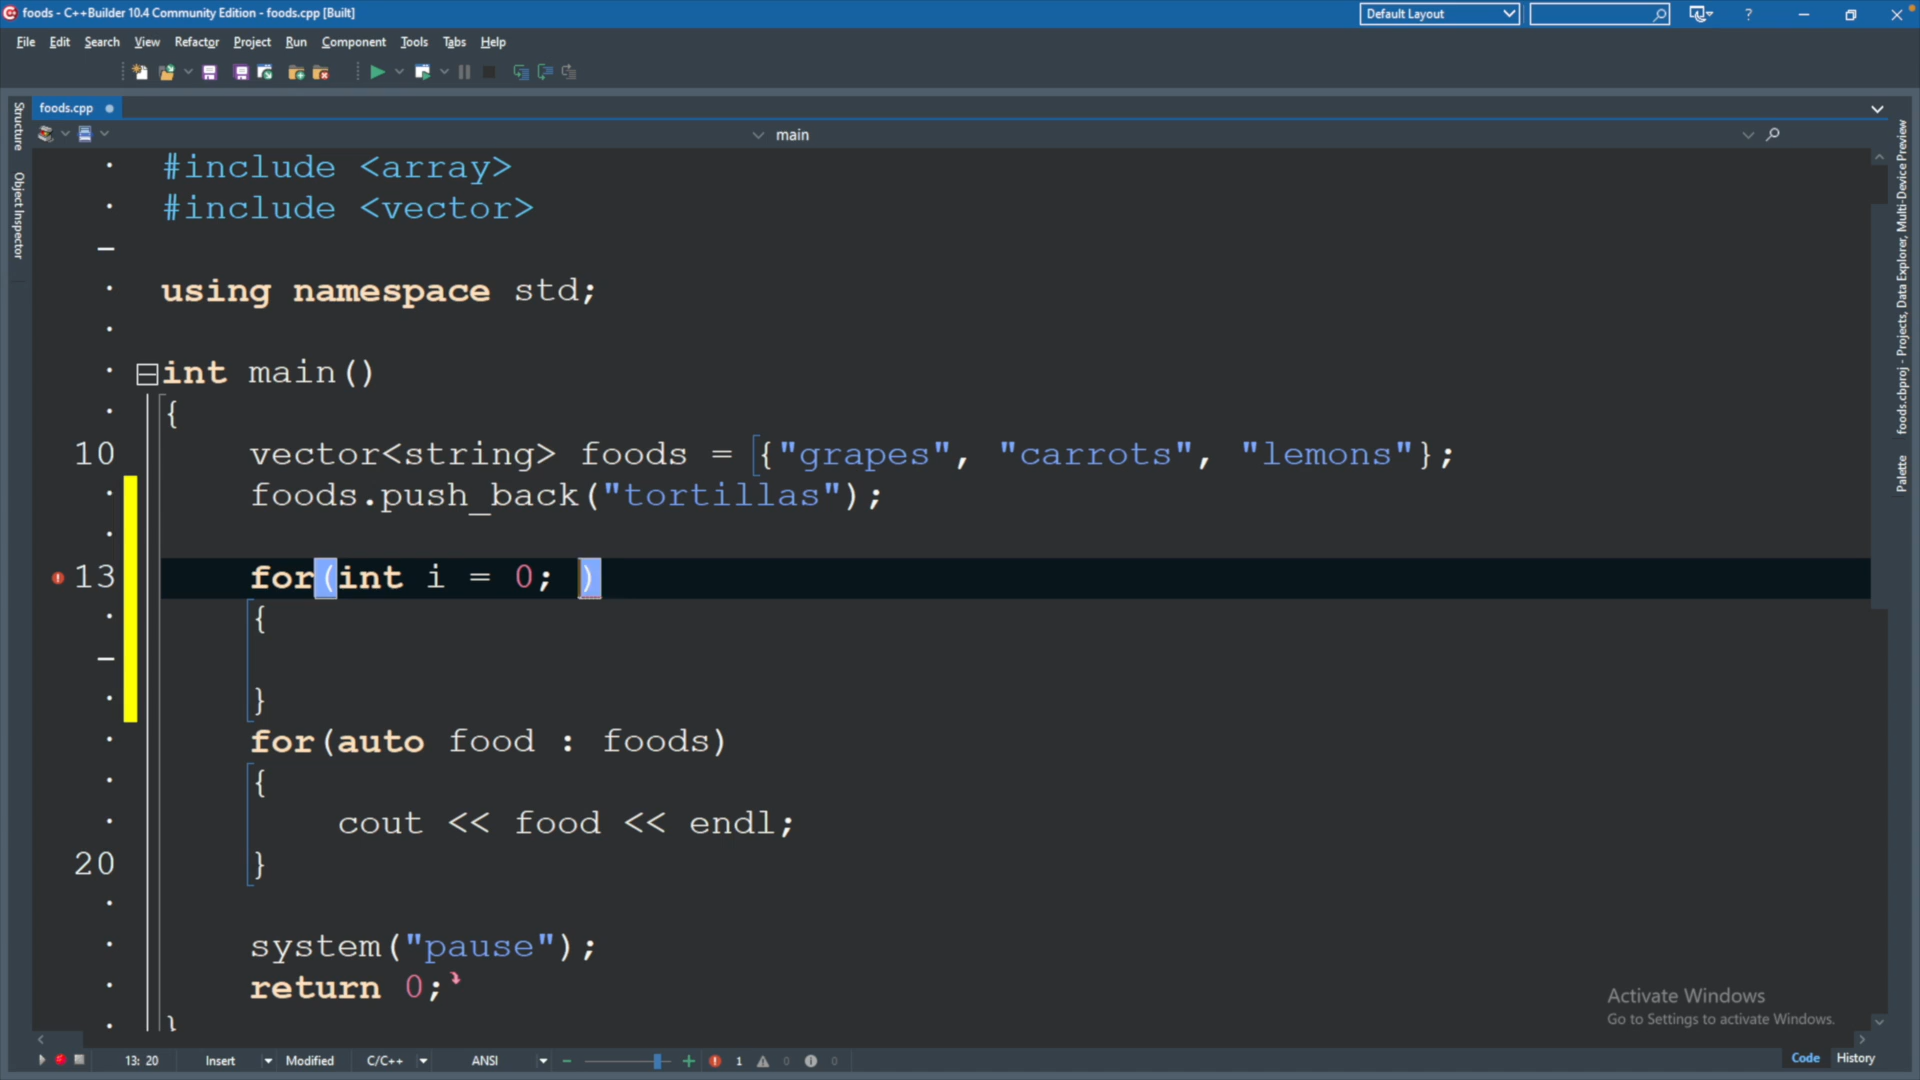 foods - C++Builder 10.4 Community Edition - foods.cpp [Built]
Default Layout
?
File Edit Search View Refactor Project Run Component Tools Tabs Help
foods.cpp
main
Structure
Object Inspector
#include <array>
#include <vector>
using namespace std;
int main()
{
10 vector<string> foods = {"grapes", "carrots", "lemons"};
foods.push_back("tortillas");
13 for(int i = 0; )
{
}
for(auto food : foods)
{
cout << food << endl;
20 }
system("pause");
return 0;
}
foods.cbproj - Projects, Data Explorer, Multi-Device Preview
Palette
Activate Windows
Go to Settings to activate Windows.
13: 20 Insert Modified C/C++ ANSI 1 0 0
Code History